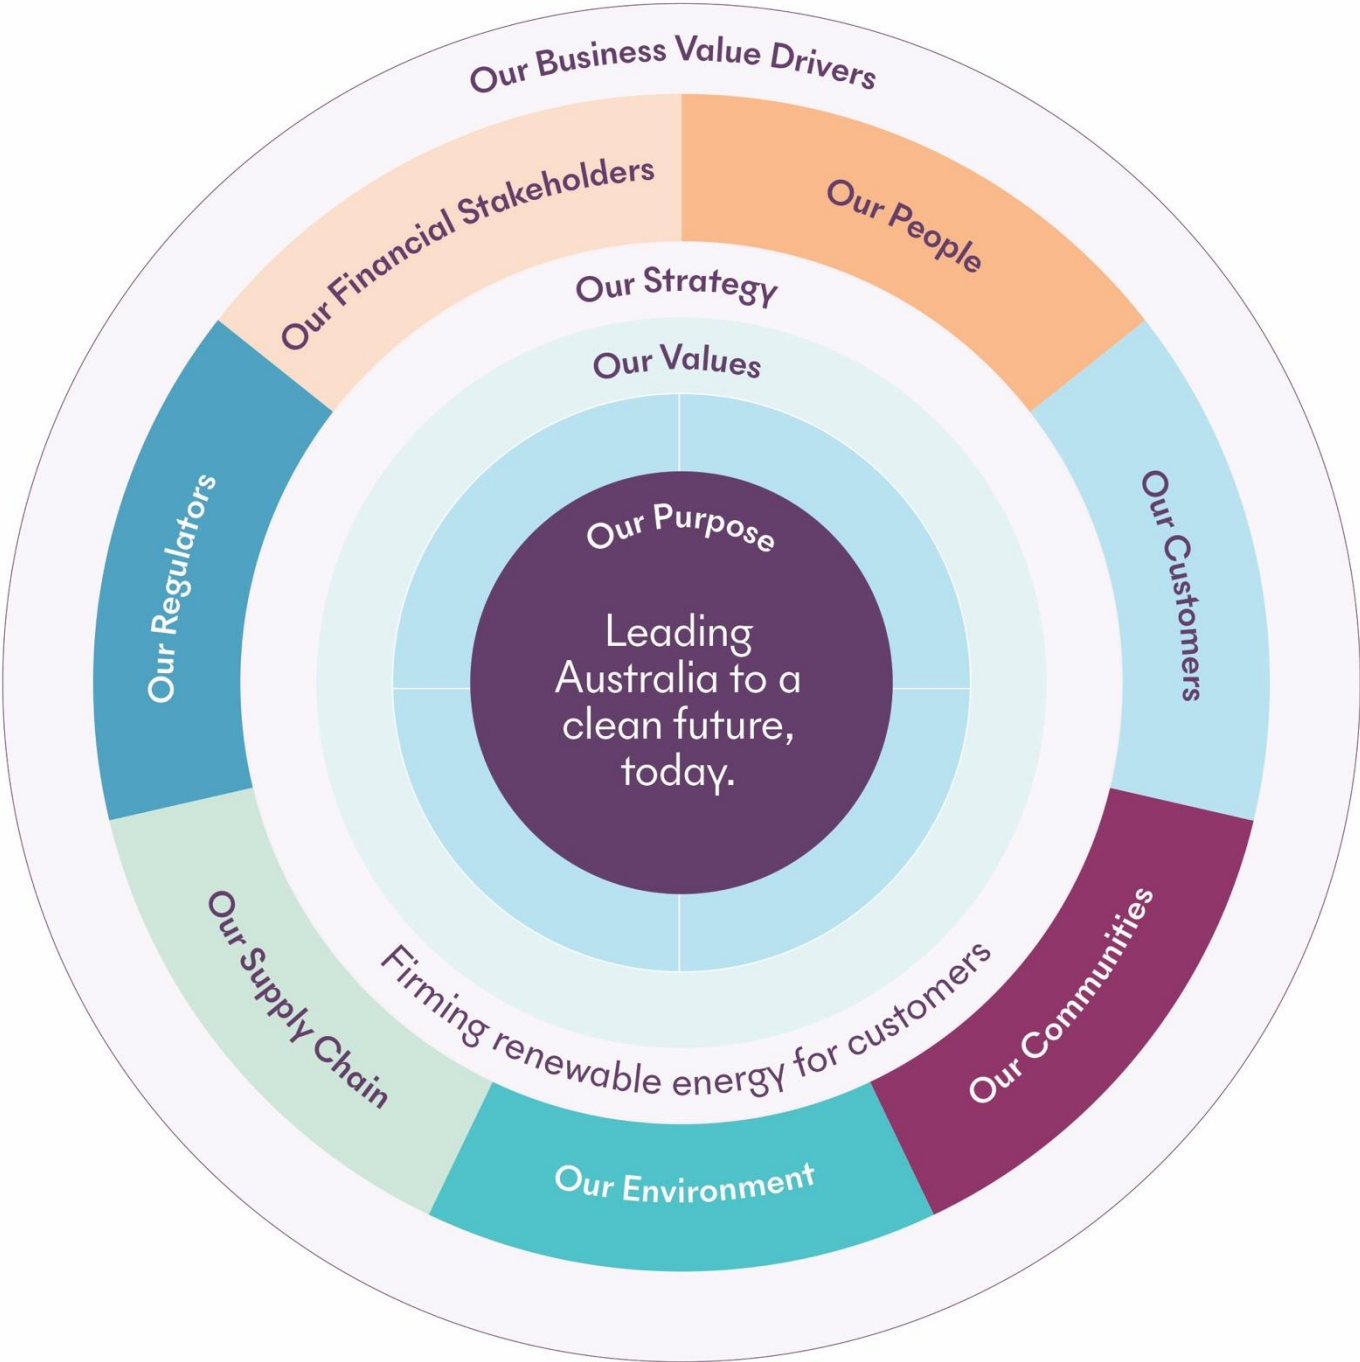 Our Business Value Drivers
Our Financial Stakeholders
Our People
Our Strategy
Our Values
Our Regulators
Our Customers
Our Purpose
Leading
Australia to a
clean future,
today.
Our Supply Chain
Firming renewable energy for customers
Our Communities
Our Environment